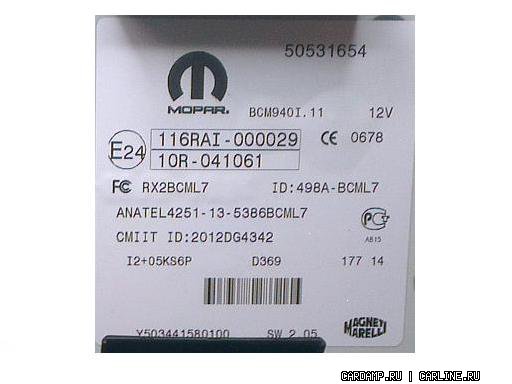 50531654
MOPAR.
BCM940I.11 12V
E24
116RAI-000029
10R-041061
CE 0678
FC RX2BCML7 ID:498A-BCML7
ANATEL4251-13-5386BCML7
CMIIT ID:2012DG4342
AB15
I2+05KS6P D369 177 14
Y503441580100 SW 2.05
MAGNETI
MARELLI
CARDAMP.RU | CARLINE.RU